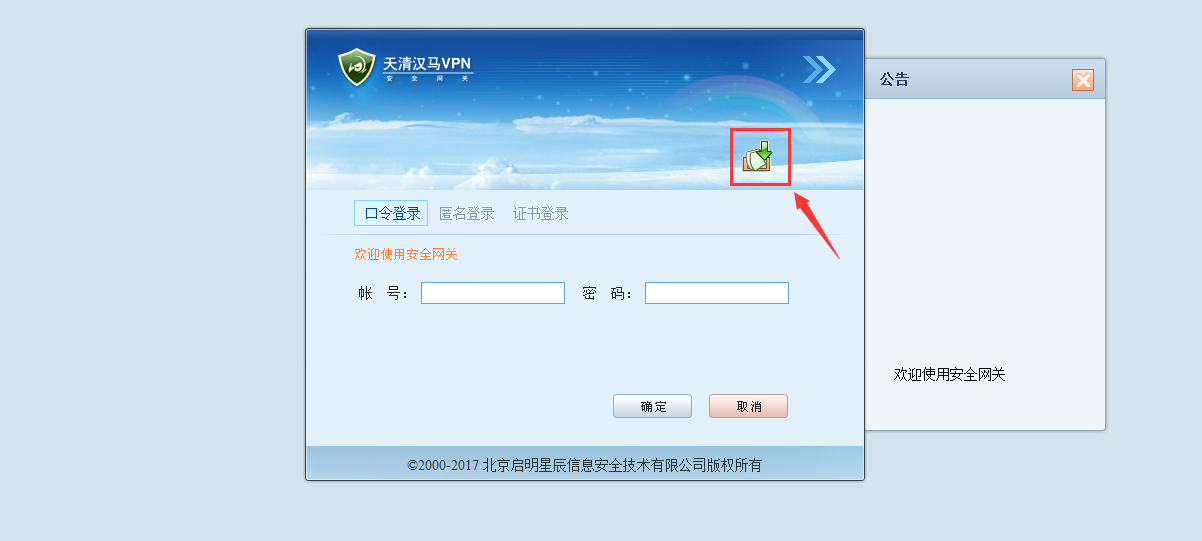 天清汉马VPN
安全网关
公告
口令登录 匿名登录 证书登录
欢迎使用安全网关
帐 号： 密 码：
欢迎使用安全网关
确定 取消
©2000-2017 北京启明星辰信息安全技术有限公司版权所有